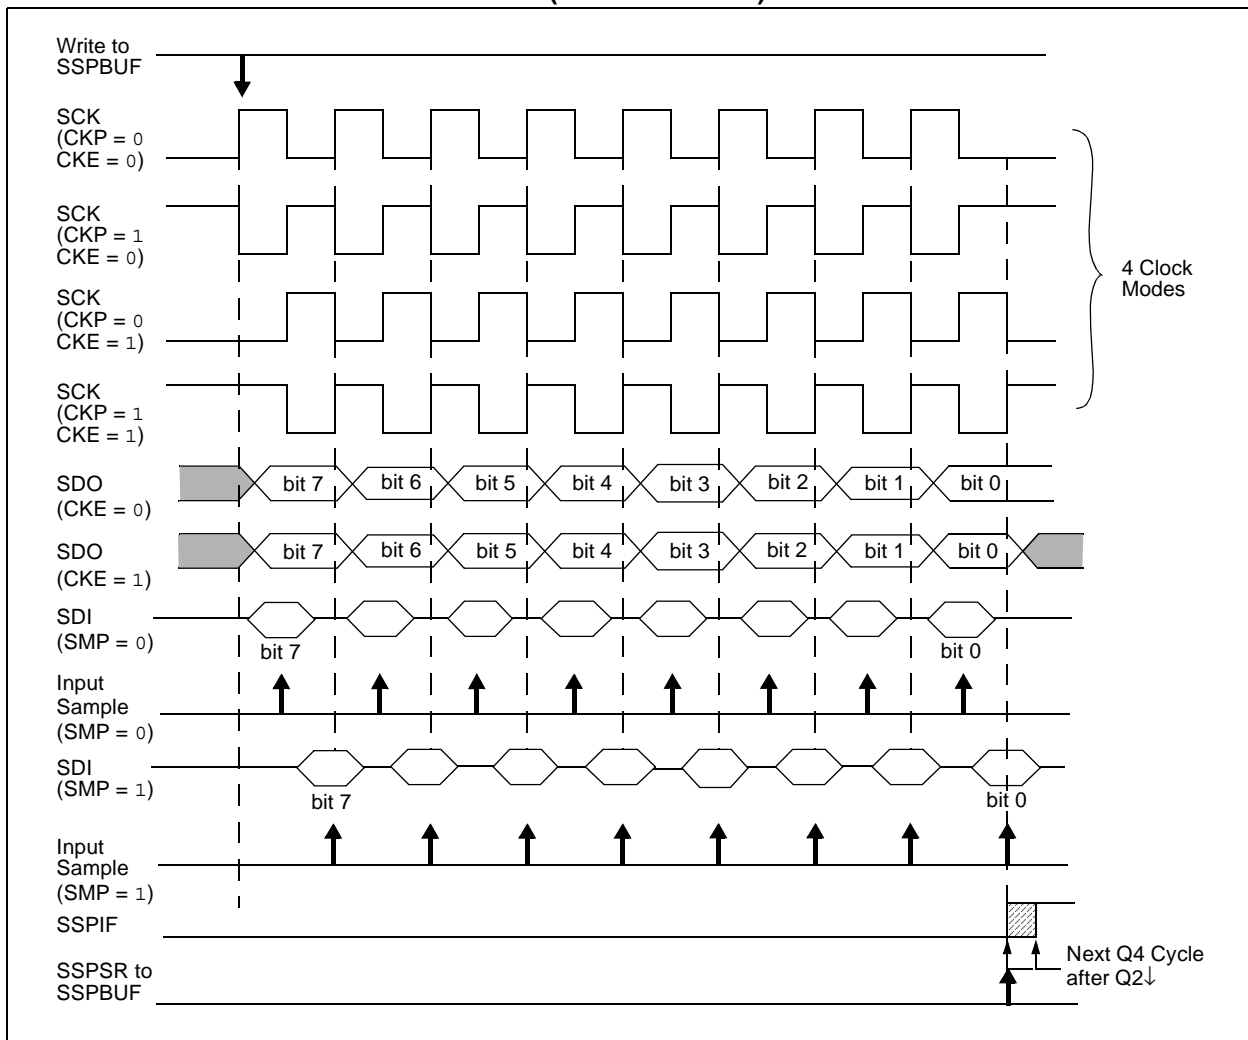 Write to
SSPBUF
SCK
(CKP = 0
CKE = 0)
SCK
(CKP = 1
CKE = 0)
SCK
(CKP = 0
CKE = 1)
SCK
(CKP = 1
CKE = 1)
4 Clock
Modes
SDO
(CKE = 0)
bit 7 bit 6 bit 5 bit 4 bit 3 bit 2 bit 1 bit 0
SDO
(CKE = 1)
bit 7 bit 6 bit 5 bit 4 bit 3 bit 2 bit 1 bit 0
SDI
(SMP = 0)
bit 7 bit 0
Input
Sample
(SMP = 0)
SDI
(SMP = 1)
bit 7 bit 0
Input
Sample
(SMP = 1)
SSPIF
SSPSR to
SSPBUF
Next Q4 Cycle
after Q2↓